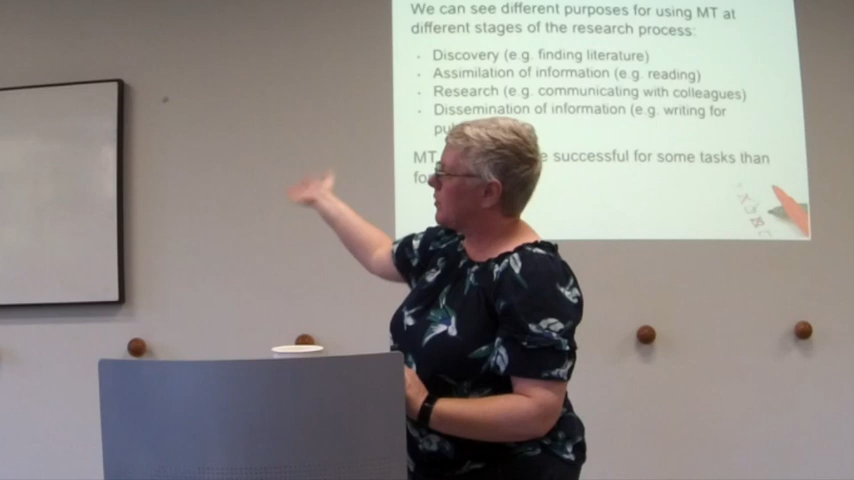 We can see different purposes for using MT at
different stages of the research process:
· Discovery (e.g. finding literature)
· Assimilation of information (e.g. reading)
· Research (e.g. communicating with colleagues)
· Dissemination of information (e.g. writing for
MT successful for some tasks than